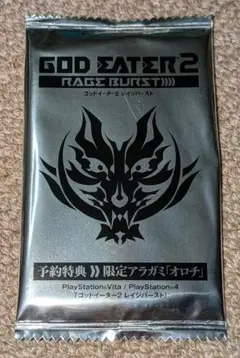 GOD EATER 2
RAGE BURST
ゴッドイーター2 レイジバースト
予約特典 》 限定アラガミ「オロチ」
PlayStation®Vita / PlayStation®4
「ゴッドイーター2 レイジバースト」